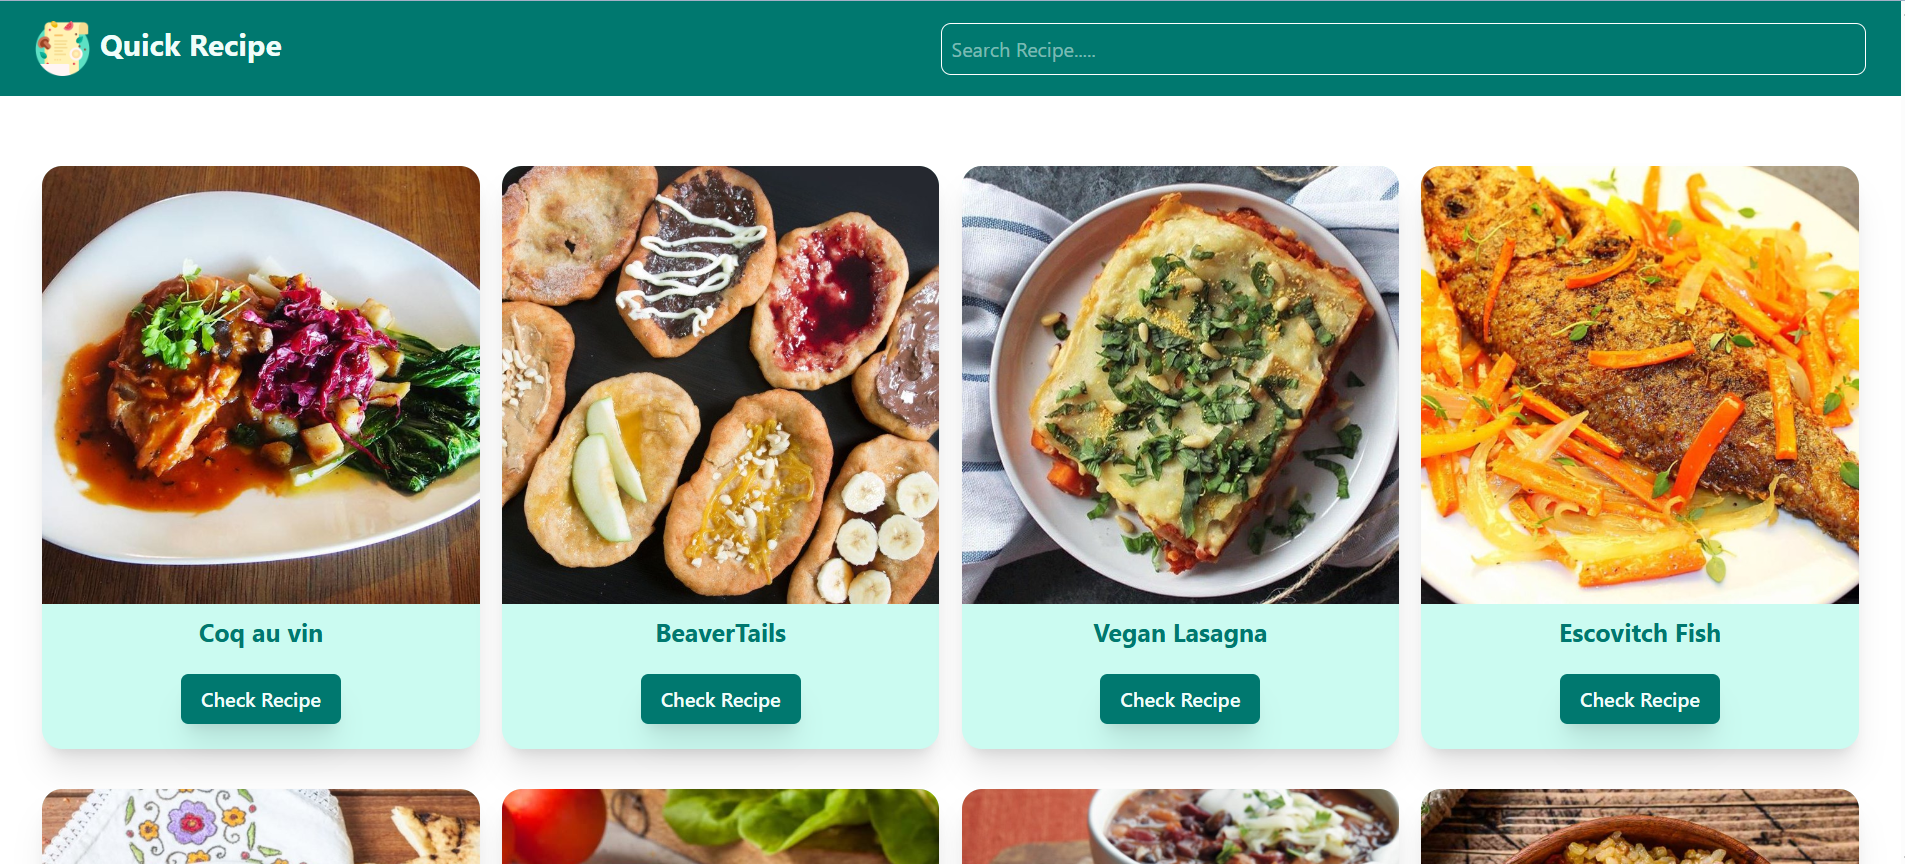 Quick Recipe
Search Recipe.....
Coq au vin
BeaverTails
Vegan Lasagna
Escovitch Fish
Check Recipe
Check Recipe
Check Recipe
Check Recipe